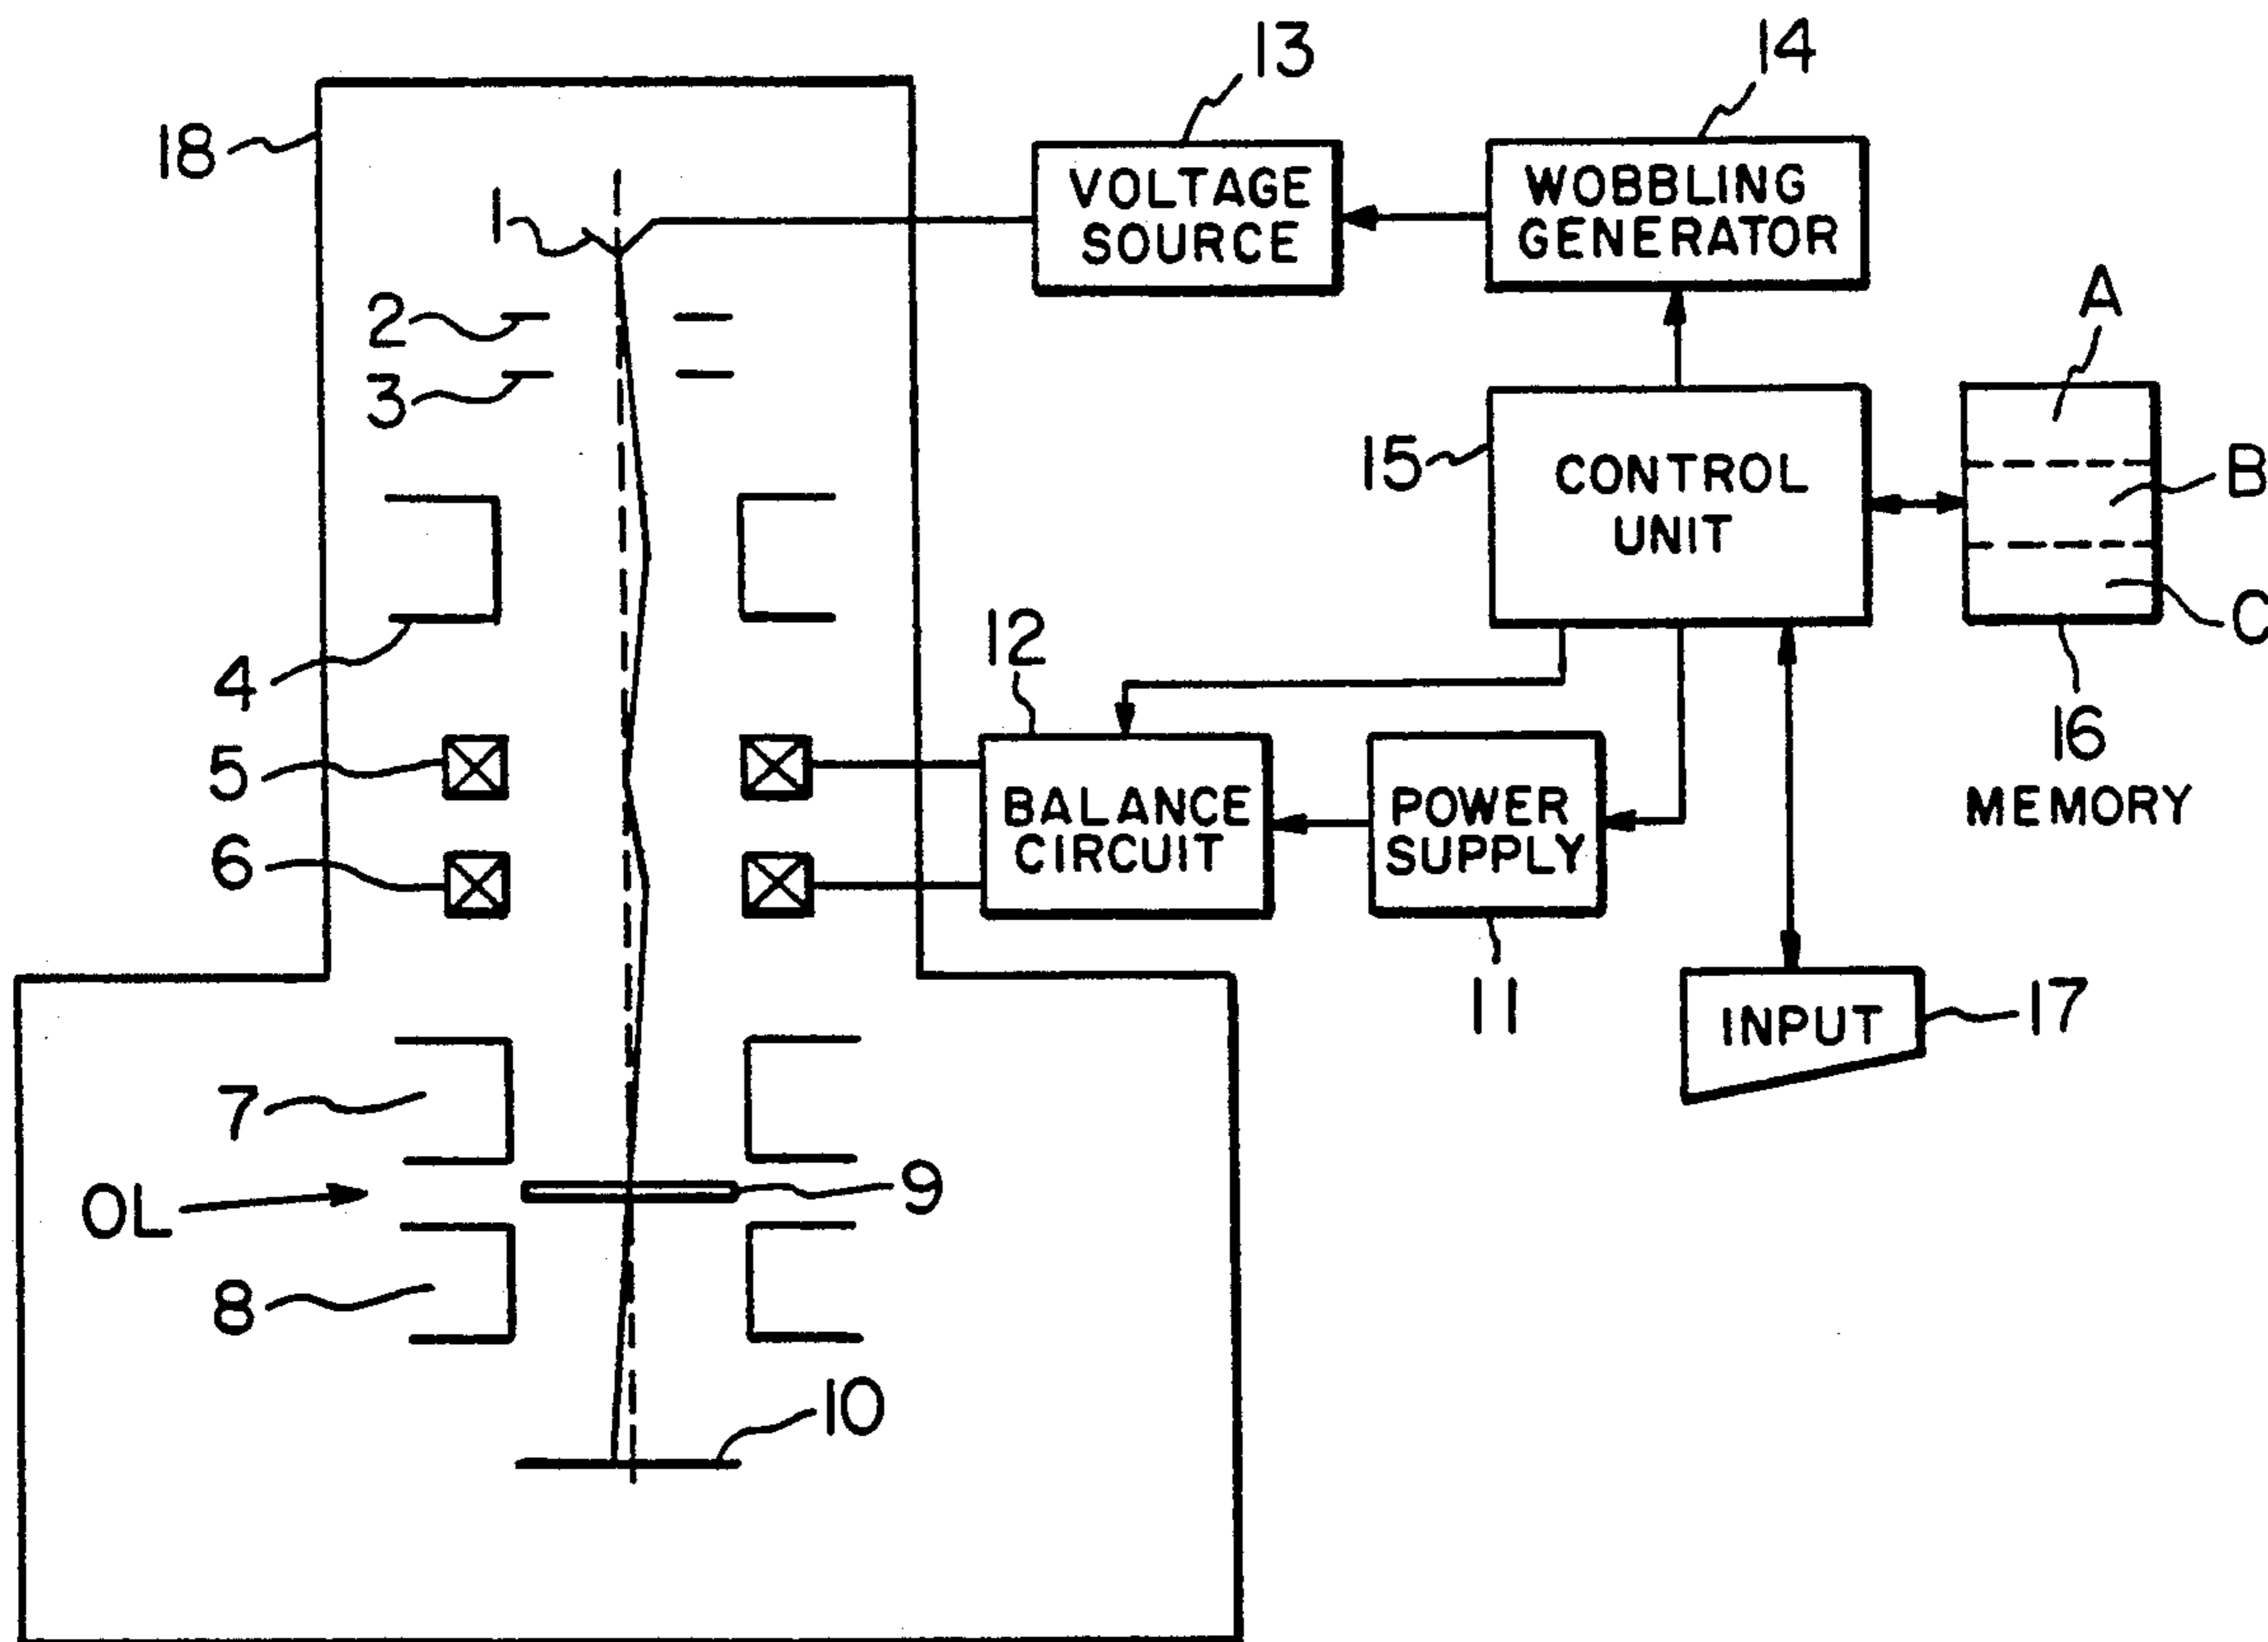 13
14
18
VOLTAGE
SOURCE
WOBBLING
GENERATOR
1
A
2
3
15
CONTROL
UNIT
B
C
12
4
16
MEMORY
5
BALANCE
CIRCUIT
POWER
SUPPLY
6
11
INPUT
17
7
9
OL
8
10